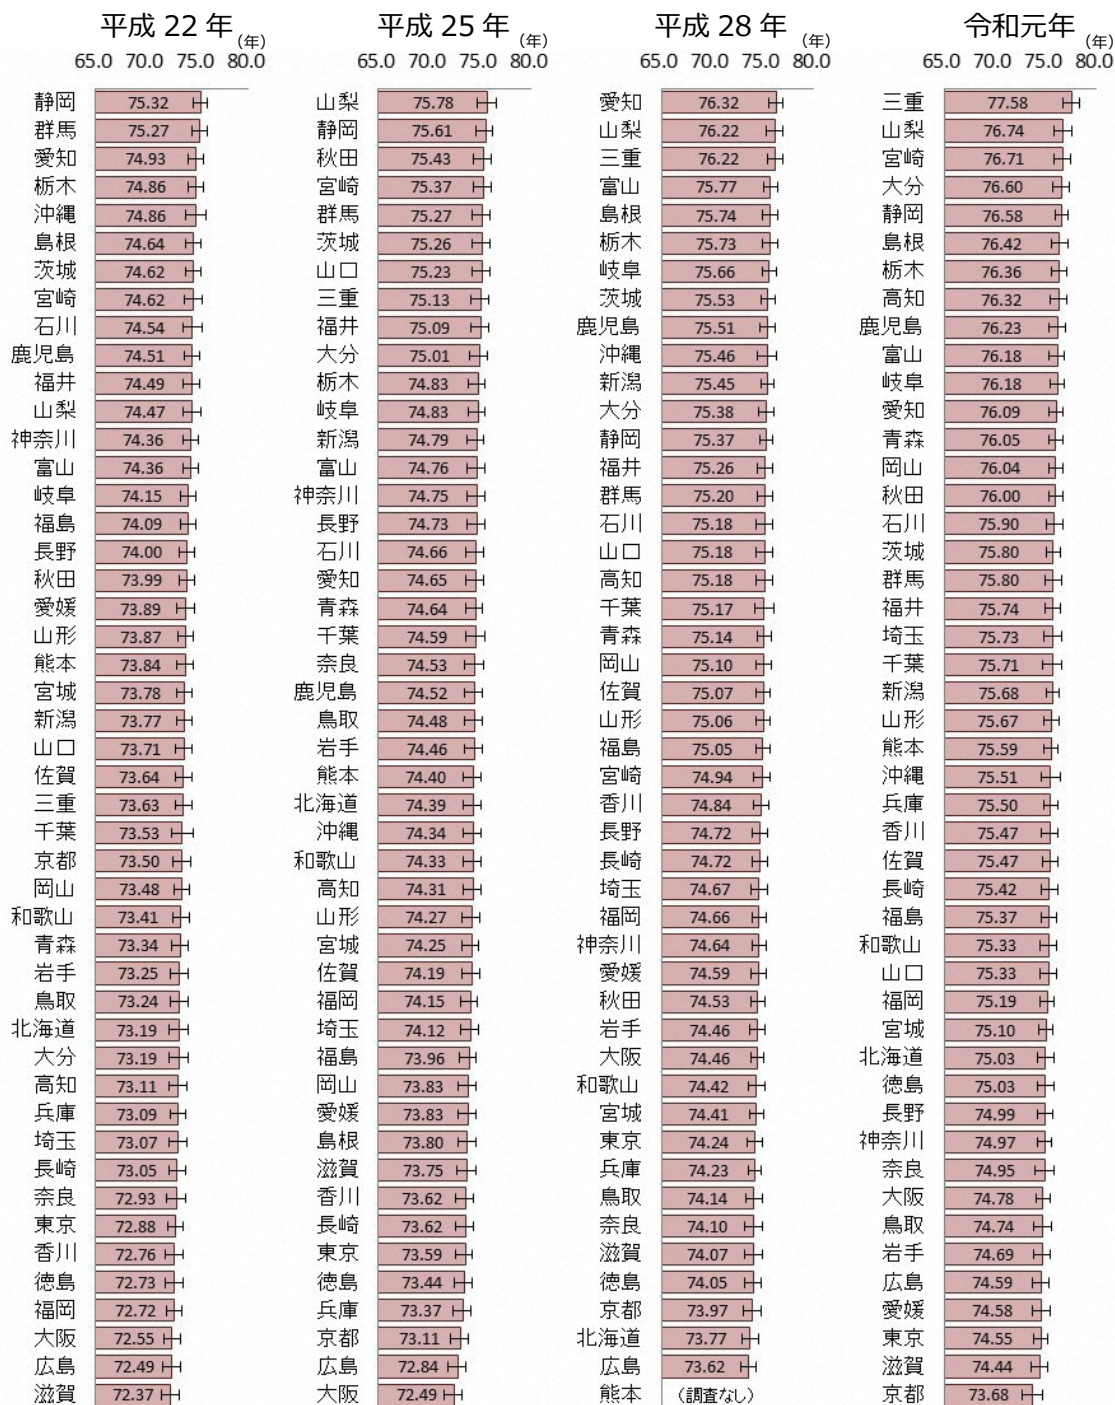 平成 22 年 (年)
65.0 70.0 75.0 80.0
静岡 75.32
群馬 75.27
愛知 74.93
栃木 74.86
沖縄 74.86
島根 74.64
茨城 74.62
宮崎 74.62
石川 74.54
鹿児島 74.51
福井 74.49
山梨 74.47
神奈川 74.36
富山 74.36
岐阜 74.15
福島 74.09
長野 74.00
秋田 73.99
愛媛 73.89
山形 73.87
熊本 73.84
宮城 73.78
新潟 73.77
山口 73.71
佐賀 73.64
三重 73.63
千葉 73.53
京都 73.50
岡山 73.48
和歌山 73.41
青森 73.34
岩手 73.25
鳥取 73.24
北海道 73.19
大分 73.19
高知 73.11
兵庫 73.09
埼玉 73.07
長崎 73.05
奈良 72.93
東京 72.88
香川 72.76
徳島 72.73
福岡 72.72
大阪 72.55
広島 72.49
滋賀 72.37
平成 25 年 (年)
65.0 70.0 75.0 80.0
山梨 75.78
静岡 75.61
秋田 75.43
宮崎 75.37
群馬 75.27
茨城 75.26
山口 75.23
三重 75.13
福井 75.09
大分 75.01
栃木 74.83
岐阜 74.83
新潟 74.79
富山 74.76
神奈川 74.75
長野 74.73
石川 74.66
愛知 74.65
青森 74.64
千葉 74.59
奈良 74.53
鹿児島 74.52
鳥取 74.48
岩手 74.46
熊本 74.40
北海道 74.39
沖縄 74.34
和歌山 74.33
高知 74.31
山形 74.27
宮城 74.25
佐賀 74.19
福岡 74.15
埼玉 74.12
福島 73.96
岡山 73.83
愛媛 73.83
島根 73.80
滋賀 73.75
香川 73.62
長崎 73.62
東京 73.59
徳島 73.44
兵庫 73.37
京都 73.11
広島 72.84
大阪 72.49
平成 28 年 (年)
65.0 70.0 75.0 80.0
愛知 76.32
山梨 76.22
三重 76.22
富山 75.77
島根 75.74
栃木 75.73
岐阜 75.66
茨城 75.53
鹿児島 75.51
沖縄 75.46
新潟 75.45
大分 75.38
静岡 75.37
福井 75.26
群馬 75.20
石川 75.18
山口 75.18
高知 75.18
千葉 75.17
青森 75.14
岡山 75.10
佐賀 75.07
山形 75.06
福島 75.05
宮崎 74.94
香川 74.84
長野 74.72
長崎 74.72
埼玉 74.67
福岡 74.66
神奈川 74.64
愛媛 74.59
秋田 74.53
岩手 74.46
大阪 74.46
和歌山 74.42
宮城 74.41
東京 74.24
兵庫 74.23
鳥取 74.14
奈良 74.10
滋賀 74.07
徳島 74.05
京都 73.97
北海道 73.77
広島 73.62
熊本 (調査なし)
令和元年 (年)
65.0 70.0 75.0 80.0
三重 77.58
山梨 76.74
宮崎 76.71
大分 76.60
静岡 76.58
島根 76.42
栃木 76.36
高知 76.32
鹿児島 76.23
富山 76.18
岐阜 76.18
愛知 76.09
青森 76.05
岡山 76.04
秋田 76.00
石川 75.90
茨城 75.80
群馬 75.80
福井 75.74
埼玉 75.73
千葉 75.71
新潟 75.68
山形 75.67
熊本 75.59
沖縄 75.51
兵庫 75.50
香川 75.47
佐賀 75.47
長崎 75.42
福島 75.37
和歌山 75.33
山口 75.33
福岡 75.19
宮城 75.10
北海道 75.03
徳島 75.03
長野 74.99
神奈川 74.97
奈良 74.95
大阪 74.78
鳥取 74.74
岩手 74.69
広島 74.59
愛媛 74.58
東京 74.55
滋賀 74.44
京都 73.68